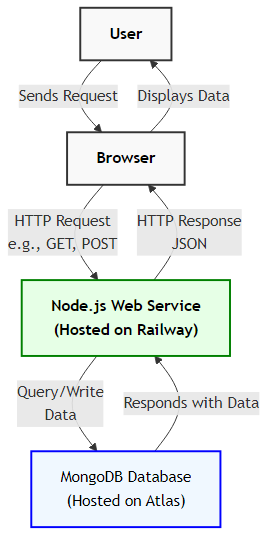 User
Sends Request
Displays Data
Browser
HTTP Request
e.g., GET, POST
HTTP Response
JSON
Node.js Web Service
(Hosted on Railway)
Query/Write
Data
Responds with Data
MongoDB Database
(Hosted on Atlas)